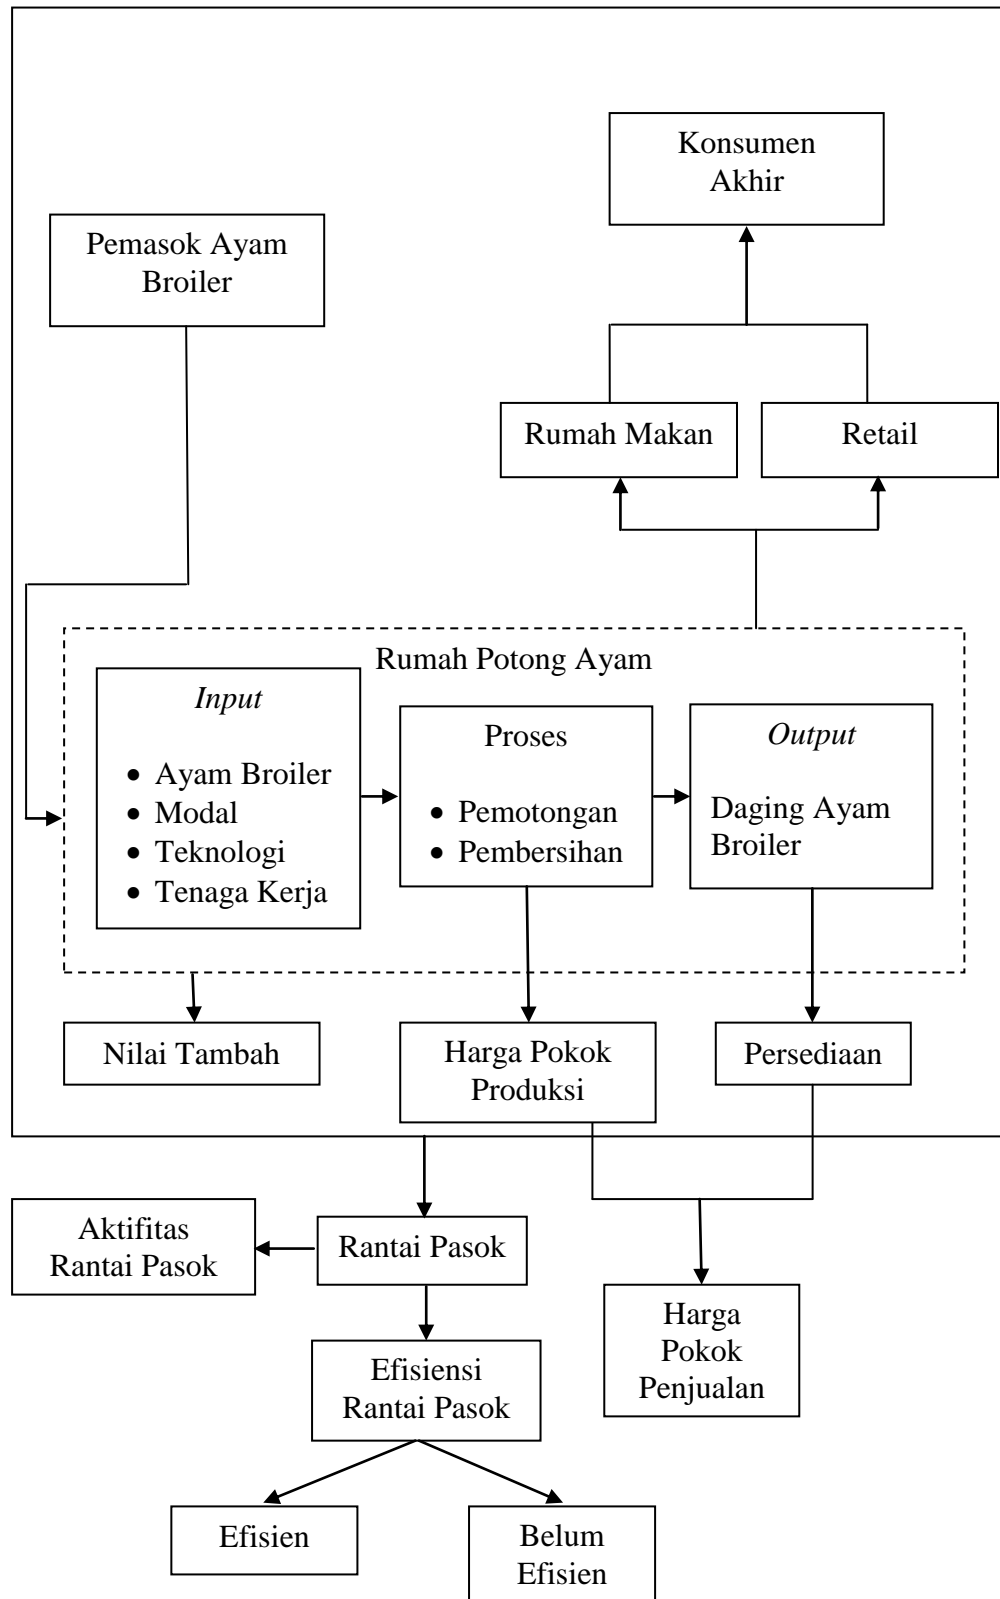 Konsumen
Akhir
Pemasok Ayam
Broiler
Rumah Makan
Retail
Rumah Potong Ayam
Input
• Ayam Broiler
• Modal
• Teknologi
• Tenaga Kerja
Proses
• Pemotongan
• Pembersihan
Output
Daging Ayam
Broiler
Nilai Tambah
Harga Pokok
Produksi
Persediaan
Aktifitas
Rantai Pasok
Rantai Pasok
Harga
Pokok
Penjualan
Efisiensi
Rantai Pasok
Efisien
Belum
Efisien